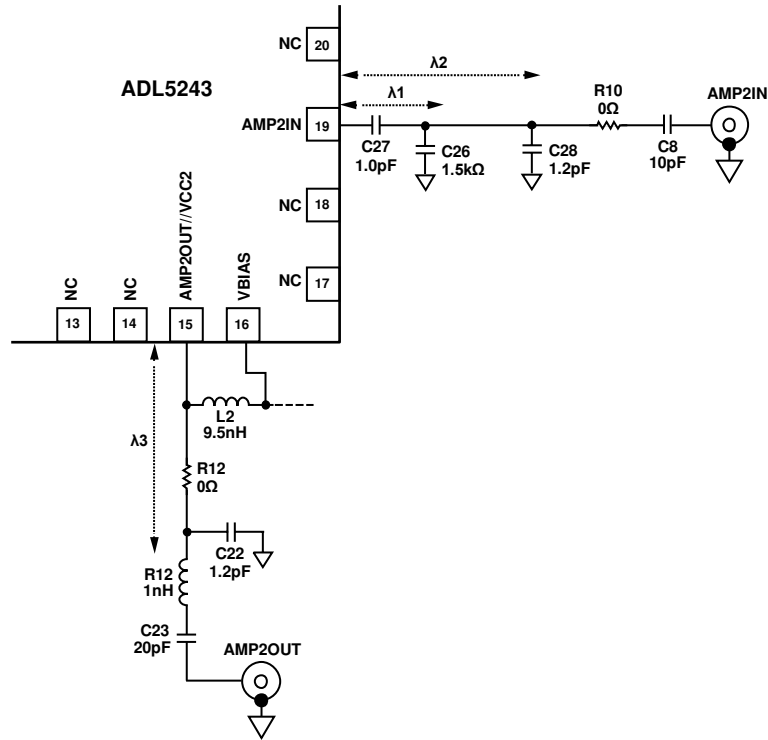 NC
20
ADL5243
λ2
λ1
R10
0Ω
AMP2IN
AMP2IN
19
C27
1.0pF
C26
1.5kΩ
C28
1.2pF
C8
10pF
NC
18
NC
17
NC
NC
AMP2OUT//VCC2
VBIAS
13
14
15
16
L2
9.5nH
λ3
R12
0Ω
C22
1.2pF
R12
1nH
C23
20pF
AMP2OUT